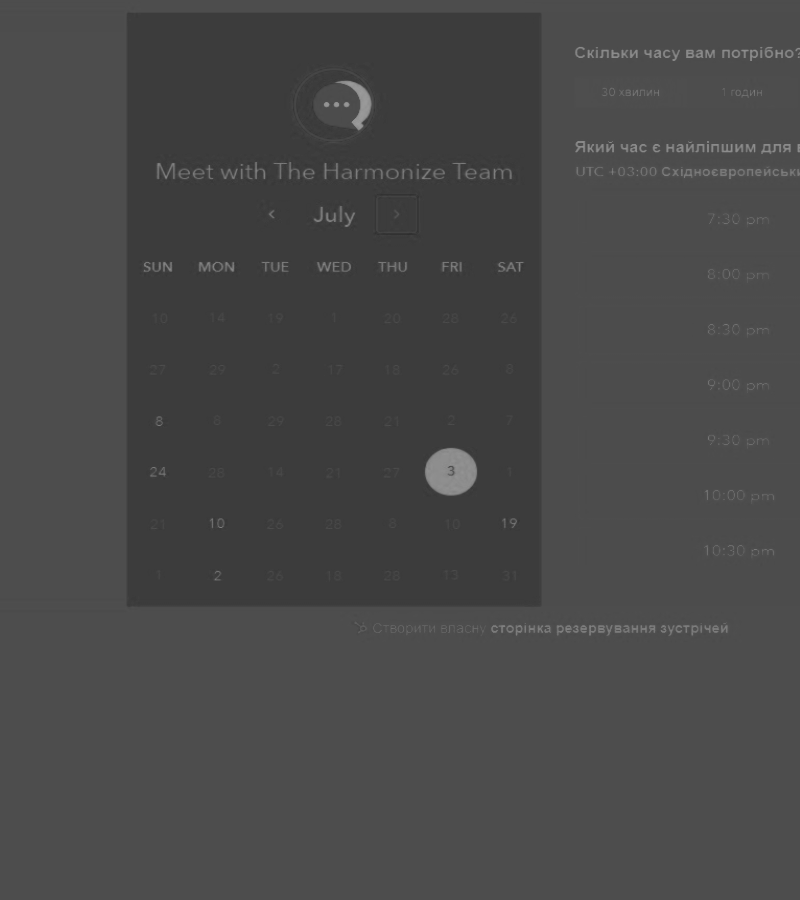 Meet with The Harmonize Team
July
SUN MON TUE WED THU FRI SAT
10 14 19 1 20 28 26
27 29 2 17 18 26 8
8 8 29 28 21 2 7
24 28 14 21 27 3 1
21 10 26 28 8 10 19
1 2 26 18 28 13 31
Скільки часу вам потрібно?
30 хвилин 1 годин
Який час є найліпшим для
UTC +03:00 Східноєвропейськ
7:30 pm
8:00 pm
8:30 pm
9:00 pm
9:30 pm
10:00 pm
10:30 pm
Створити власну сторінка резервування зустрічей